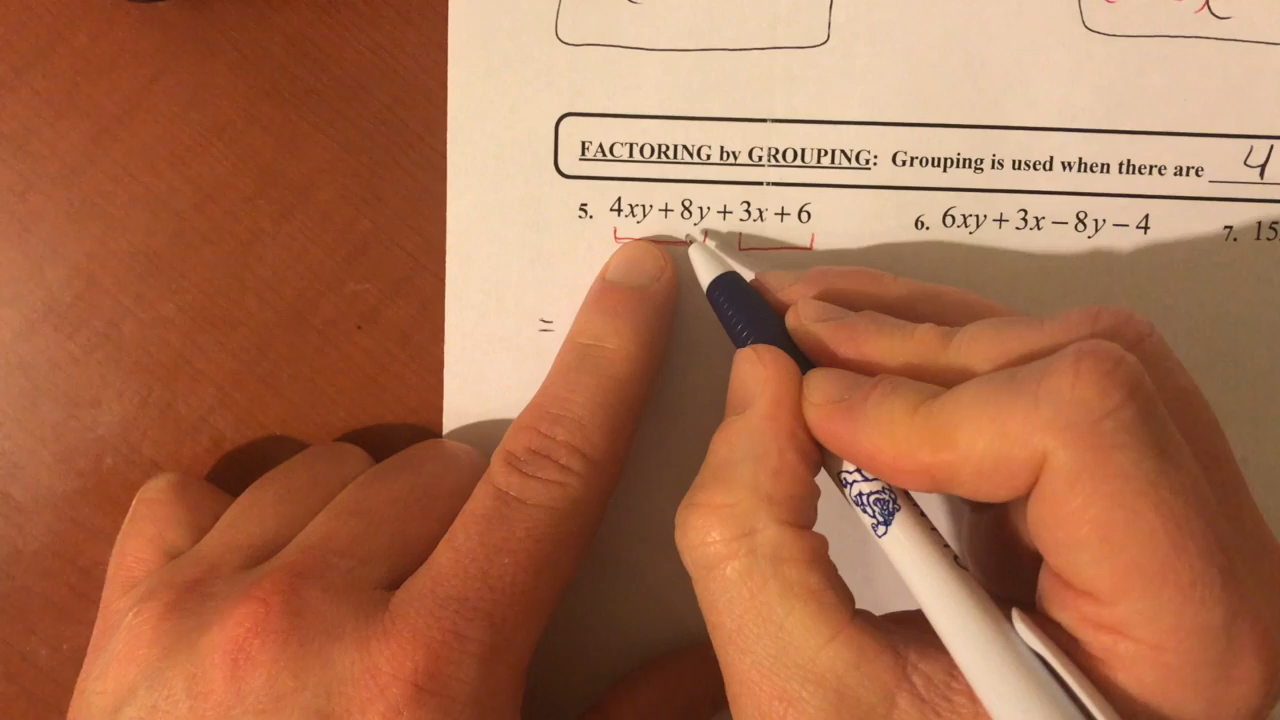 FACTORING by GROUPING: Grouping is used when there are 4
5. 4xy + 8y + 3x + 6
6. 6xy + 3x − 8y − 4
7. 15
=